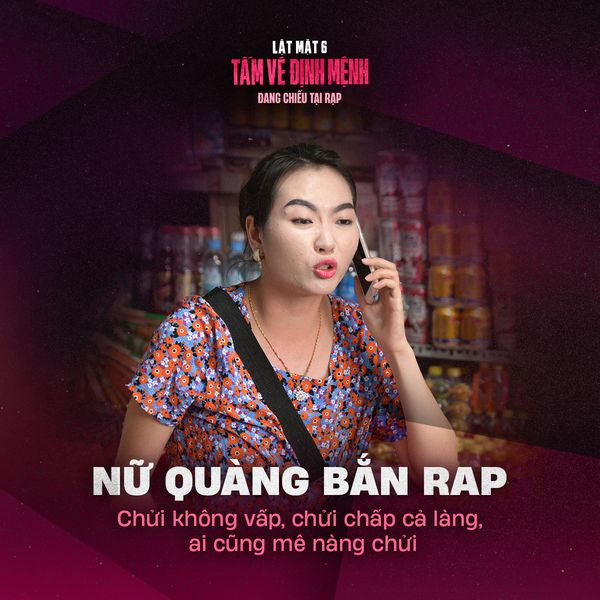 LẬT MẶT 6
TẤM VÉ ĐỊNH MỆNH
ĐANG CHIẾU TẠI RẠP
NỮ QUÀNG BẮN RAP
Chửi không vấp, chửi chấp cả làng,
ai cũng mê nàng chửi